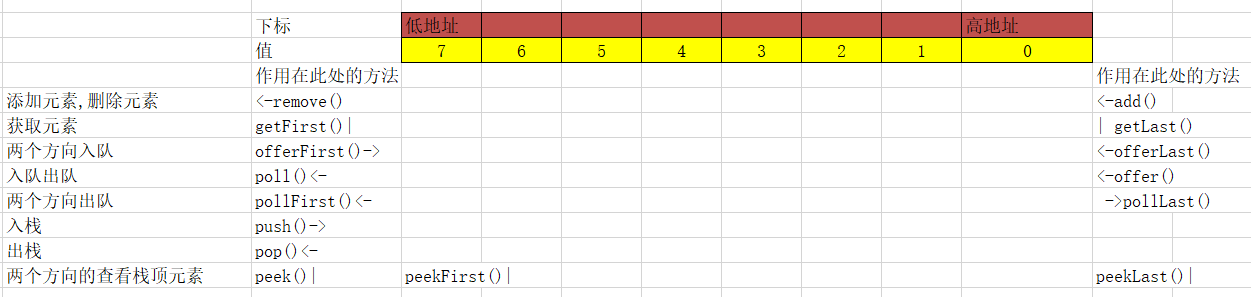 下标 低地址 高地址
值 7 6 5 4 3 2 1 0
作用在此处的方法 作用在此处的方法
添加元素,删除元素 <-remove() <-add()
获取元素 getFirst()| | getLast()
两个方向入队 offerFirst()-> <-offerLast()
入队出队 poll()<- <-offer()
两个方向出队 pollFirst()<- ->pollLast()
入栈 push()->
出栈 pop()<-
两个方向的查看栈顶元素 peek()| peekFirst()| peekLast()|